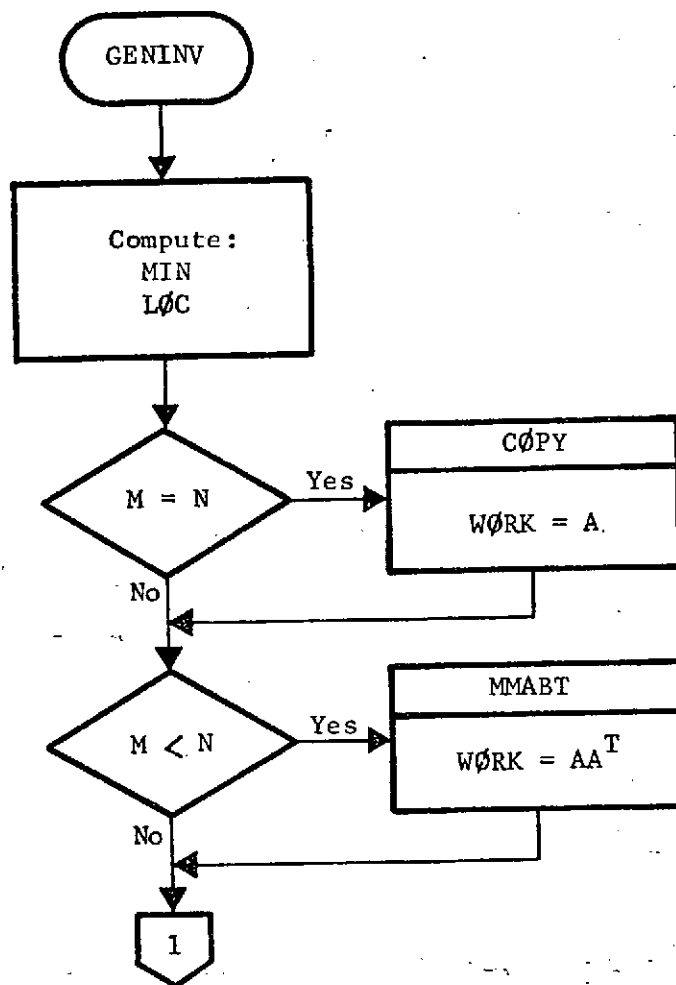 GENINV
Compute:
MIN
LØC
M = N
Yes
CØPY
WØRK = A
No
M < N
Yes
MMABT
WØRK = AA^T
No
1